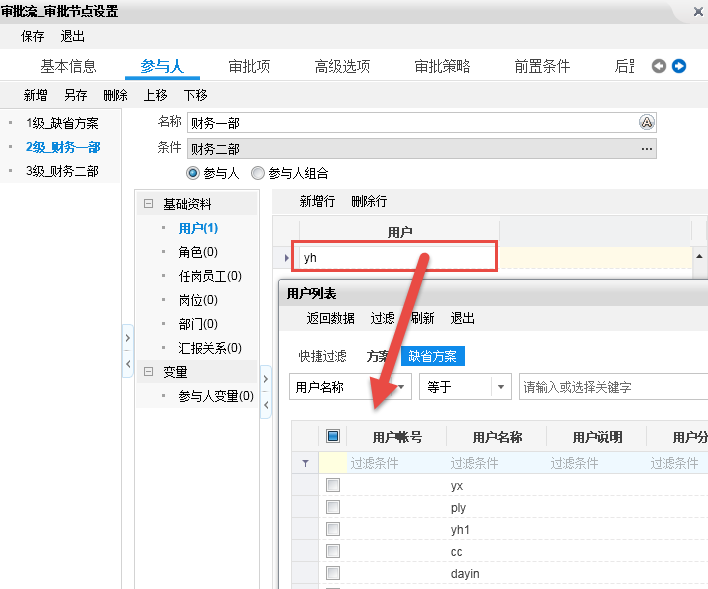 审批流_审批节点设置
保存 退出
基本信息 参与人 审批项 高级选项 审批策略 前置条件 后置
新增 另存 删除 上移 下移
1级_缺省方案
2级_财务一部
3级_财务二部
名称 财务一部
条件 财务二部 ...
参与人 参与人组合
基础资料
用户(1)
角色(0)
任岗员工(0)
岗位(0)
部门(0)
汇报关系(0)
变量
参与人变量(0)
新增行 删除行
用户
yh
用户列表
返回数据 过滤 刷新 退出
快捷过滤 方案 缺省方案
用户名称 等于 请输入或选择关键字
用户帐号 用户名称 用户说明 用户分
过滤条件 过滤条件 过滤条件 过滤条件
yx
ply
yh1
cc
dayin